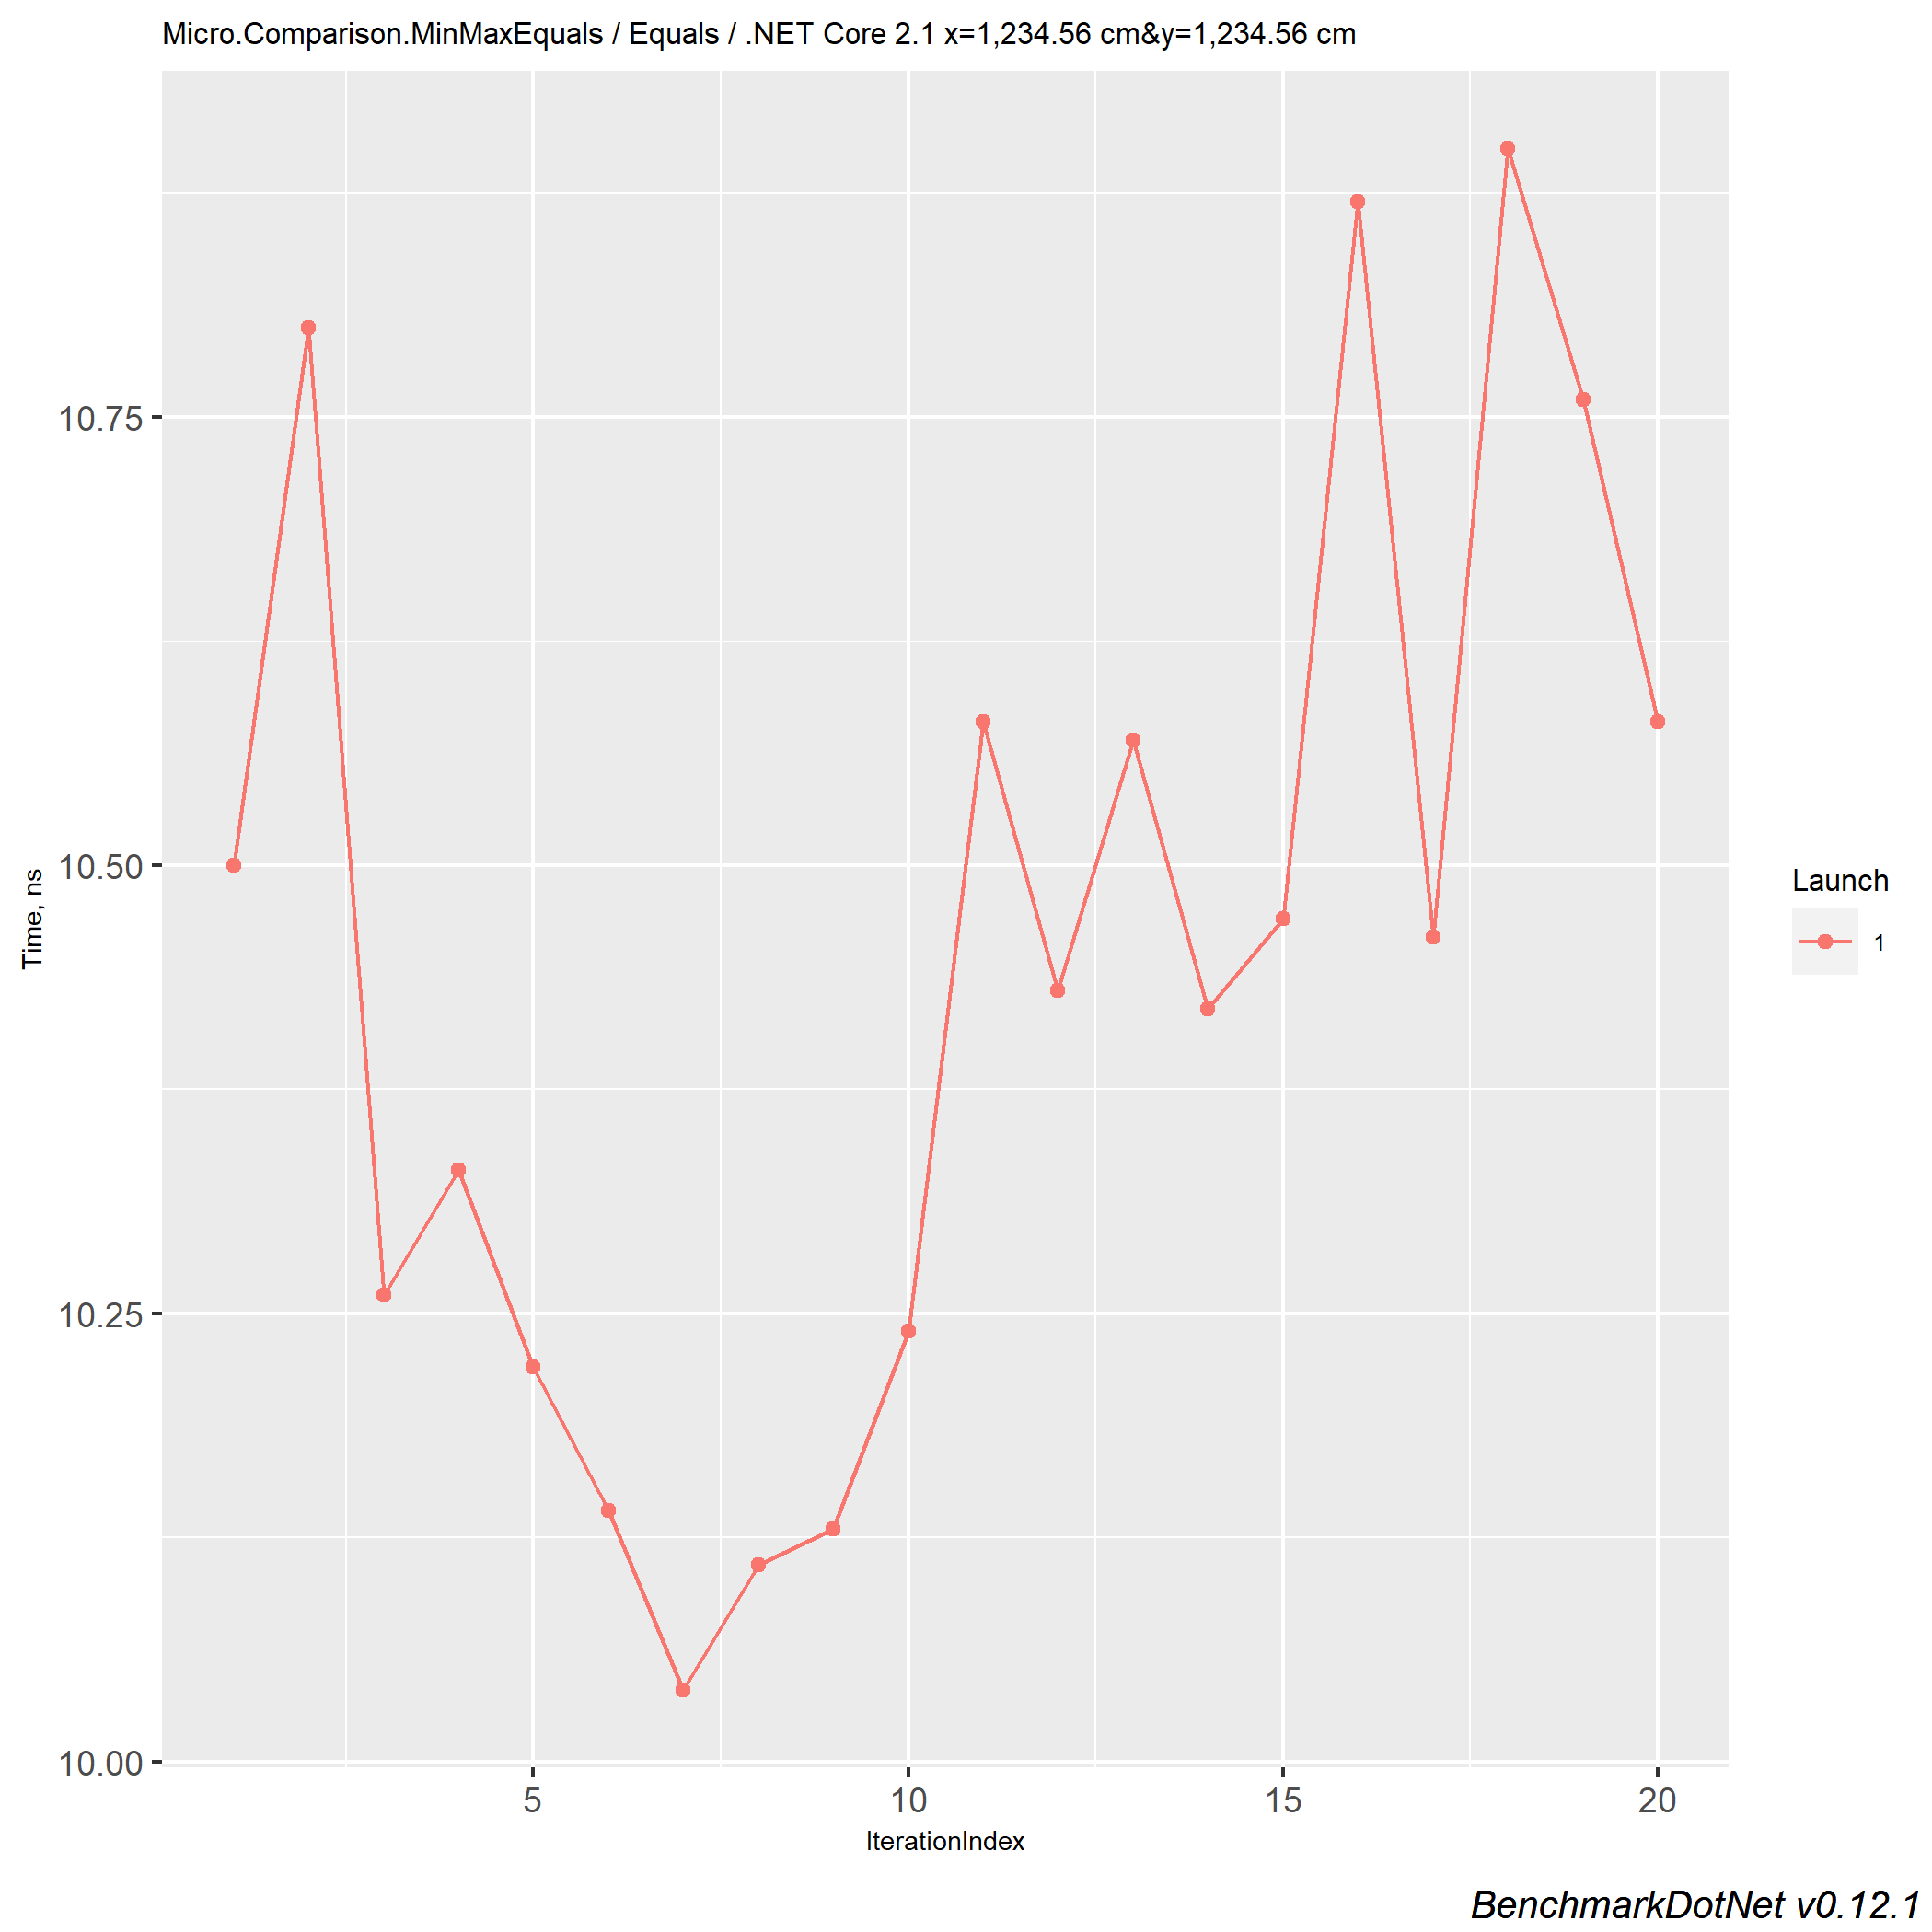 Micro.Comparison.MinMaxEquals / Equals / .NET Core 2.1 x=1,234.56 cm&y=1,234.56 cm
10.75
10.50
10.25
10.00
Time, ns
5 10 15 20
IterationIndex
Launch
1
BenchmarkDotNet v0.12.1